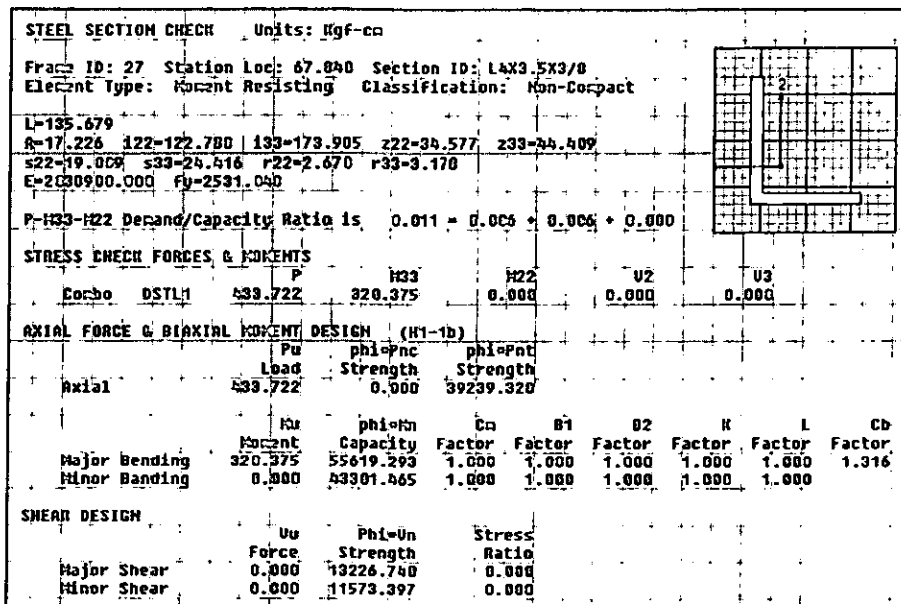 STEEL SECTION CHECK Units: Kgf-cm
Frame ID: 27 Station Loc: 67.840 Section ID: L4X3.5X3/8
Element Type: Moment Resisting Classification: Non-Compact
L=135.679
A=17.226 i22=122.780 i33=173.905 z22=34.577 z33=44.409
s22=19.009 s33=24.416 r22=2.670 r33=3.178
E=2030900.000 fy=2531.040
P-M33-M22 Demand/Capacity Ratio is 0.011 = 0.006 + 0.006 + 0.000
2
STRESS CHECK FORCES & MOMENTS
P M33 M22 V2 V3
Combo DSTL1 433.722 320.375 0.000 0.000 0.000
AXIAL FORCE & BIAXIAL MOMENT DESIGN (H1-1b)
Pu phi*Pnc phi*Pnt
Load Strength Strength
Axial 433.722 0.000 39239.320
Mu phi*Mn Cm B1 B2 K L Cb
Moment Capacity Factor Factor Factor Factor Factor Factor
Major Bending 320.375 55619.293 1.000 1.000 1.000 1.000 1.000 1.316
Minor Banding 0.000 43301.465 1.000 1.000 1.000 1.000 1.000
SHEAR DESIGN
Vu Phi*Vn Stress
Force Strength Ratio
Major Shear 0.000 13226.740 0.000
Minor Shear 0.000 11573.397 0.000